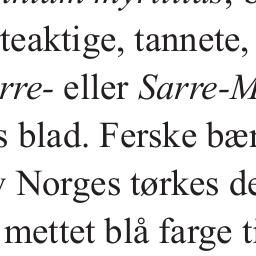 myrtillus,
teaktige, tannete,
rre- eller Sarre-M
s blad. Ferske bær
Norges tørkes de
mettet blå farge ti